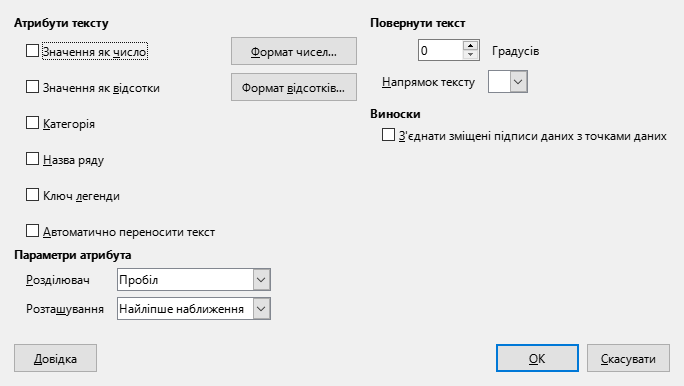 Атрибути тексту
Значення як число
Формат чисел...
Значення як відсотки
Формат відсотків...
Категорія
Назва ряду
Ключ легенди
Автоматично переносити текст
Параметри атрибута
Розділювач
Пробіл
Розташування
Найліпше наближення
Повернути текст
0
Градусів
Напрямок тексту
Виноски
З'єднати зміщені підписи даних з точками даних
Довідка
ОК
Скасувати